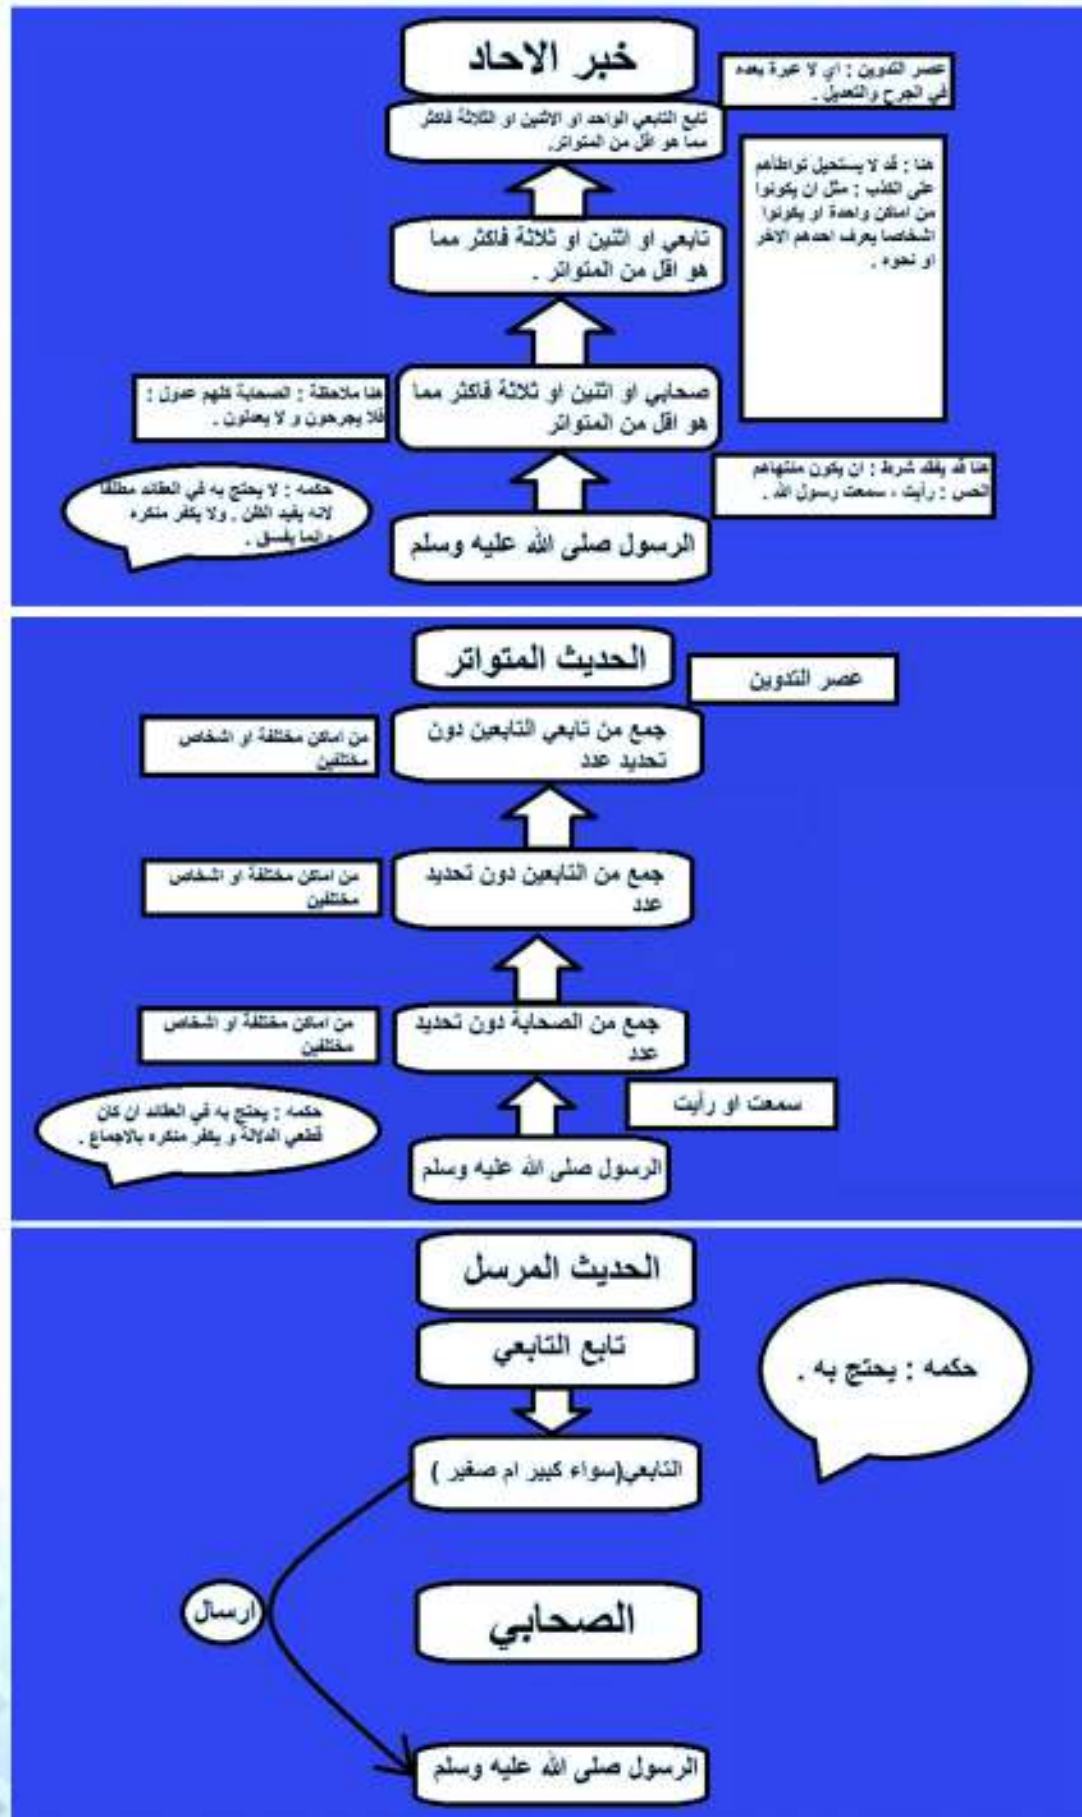 خبر الاحاد
عصر التدوين : اي لا عبرة بعده
في الجرح والتعديل .
تابع التابعي الواحد او الاثنين او الثلاثة فاكثر
مما هو اقل من المتواتر.
هنا : قد لا يستحيل تواطأهم
على الكذب : مثل ان يكونوا
من اماكن واحدة او يكونوا
اشخاصا يعرف احدهم الاخر
او نحوه .
تابعي او اثنين او ثلاثة فاكثر مما
هو اقل من المتواتر .
صحابي او اثنين او ثلاثة فاكثر مما
هو اقل من المتواتر
هنا ملاحظة : الصحابة كلهم عدول :
فلا يجرحون و لا يعدلون .
هنا قد يفقد شرط : ان يكون منتهاهم
الحس : رأيت ، سمعت رسول الله .
حكمه : لا يحتج به في العقائد مطلقا
لانه يفيد الظن . ولا يكفر منكره
وانما يفسق .
الرسول صلى الله عليه وسلم
الحديث المتواتر
عصر التدوين
جمع من تابعي التابعين دون
تحديد عدد
من اماكن مختلفة او اشخاص
مختلفين
جمع من التابعين دون تحديد
عدد
من اماكن مختلفة او اشخاص
مختلفين
جمع من الصحابة دون تحديد
عدد
من اماكن مختلفة او اشخاص
مختلفين
سمعت او رأيت
حكمه : يحتج به في العقائد ان كان
قطعي الدلالة و يكفر منكره بالاجماع .
الرسول صلى الله عليه وسلم
الحديث المرسل
تابع التابعي
حكمه : يحتج به .
التابعي(سواء كبير ام صغير )
ارسال
الصحابي
الرسول صلى الله عليه وسلم